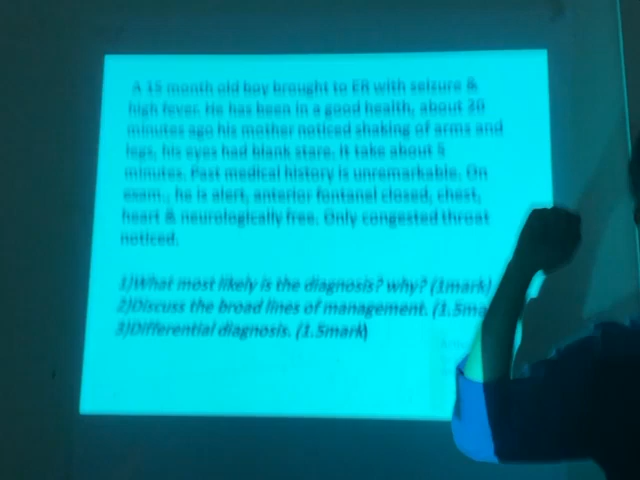 A 15 month old boy brought to ER with seizure &
high fever. He has been in a good health, about 30
minutes ago his mother noticed shaking of arms and
legs, his eyes had blank stare. It take about 5
minutes. Past medical history is unremarkable. On
exam., he is alert, anterior fontanel closed, chest,
heart & neurologically free. Only congested throat
noticed.
1)What most likely is the diagnosis? why? (1mark)
2)Discuss the broad lines of management. (1.5ma
3)Differential diagnosis. (1.5mark)